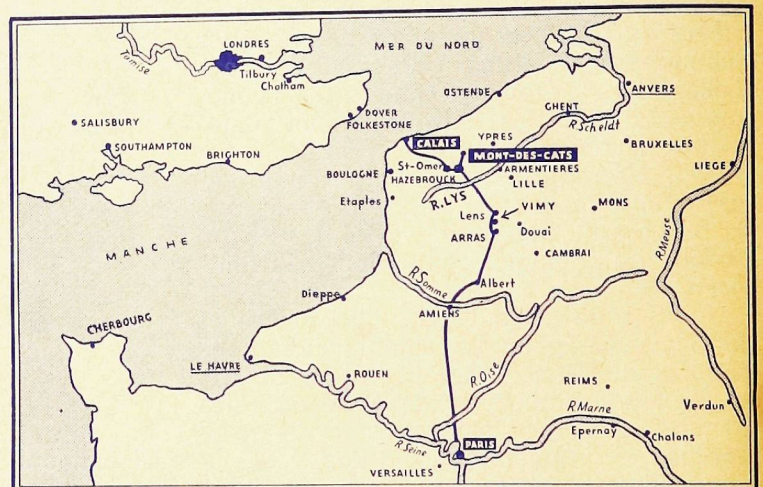 LONDRES
MER DU NORD
Tamise
Tilbury
Chatham
OSTENDE
ANVERS
GHENT
R. Scheldt
SALISBURY
DOVER
FOLKESTONE
CALAIS
YPRES
MONT-DES-CATS
BRUXELLES
SOUTHAMPTON
BRIGHTON
BOULOGNE
St-Omer
HAZEBROUCK
ARMENTIERES
LILLE
LIEGE
Etaples
R. LYS
Lens
VIMY
MONS
Douai
ARRAS
MANCHE
CAMBRAI
R. Meuse
R. Somme
Albert
Dieppe
AMIENS
CHERBOURG
LE HAVRE
ROUEN
R. Oise
REIMS
Verdun
R. Marne
Epernay
Chalons
R. Seine
PARIS
VERSAILLES